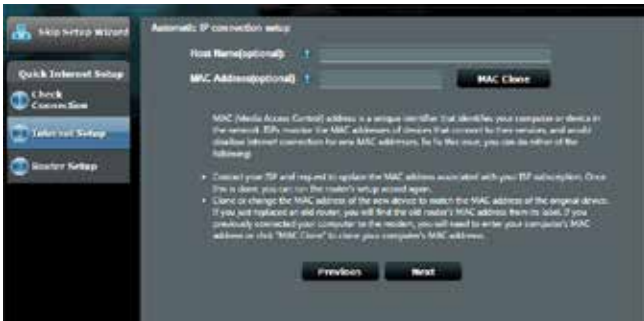 Skip Setup Wizard
Automatic IP connection setup
Host Name(optional)
MAC Address(optional)
MAC Clone
Quick Internet Setup
Check
Connection
Internet Setup
Router Setup
MAC (Media Access Control) address is a unique identifier that identifies your computer or device in
the network. ISPs monitor the MAC addresses of devices that connect to their services, and would
disallow Internet connection for new MAC addresses. To fix this issue, you can do either of the
following:
Contact your ISP and request to update the MAC address associated with your ISP subscription. Once
this is done, you can run the router's setup wizard again.
Clone or change the MAC address of the new device to match the MAC address of the original device.
If you just replaced an old router, you will find the old router's MAC address from its label. If you
previously connected your computer to the modem, you will need to enter your computer's MAC
address or click "MAC Clone" to clone your computer's MAC address.
Previous
Next